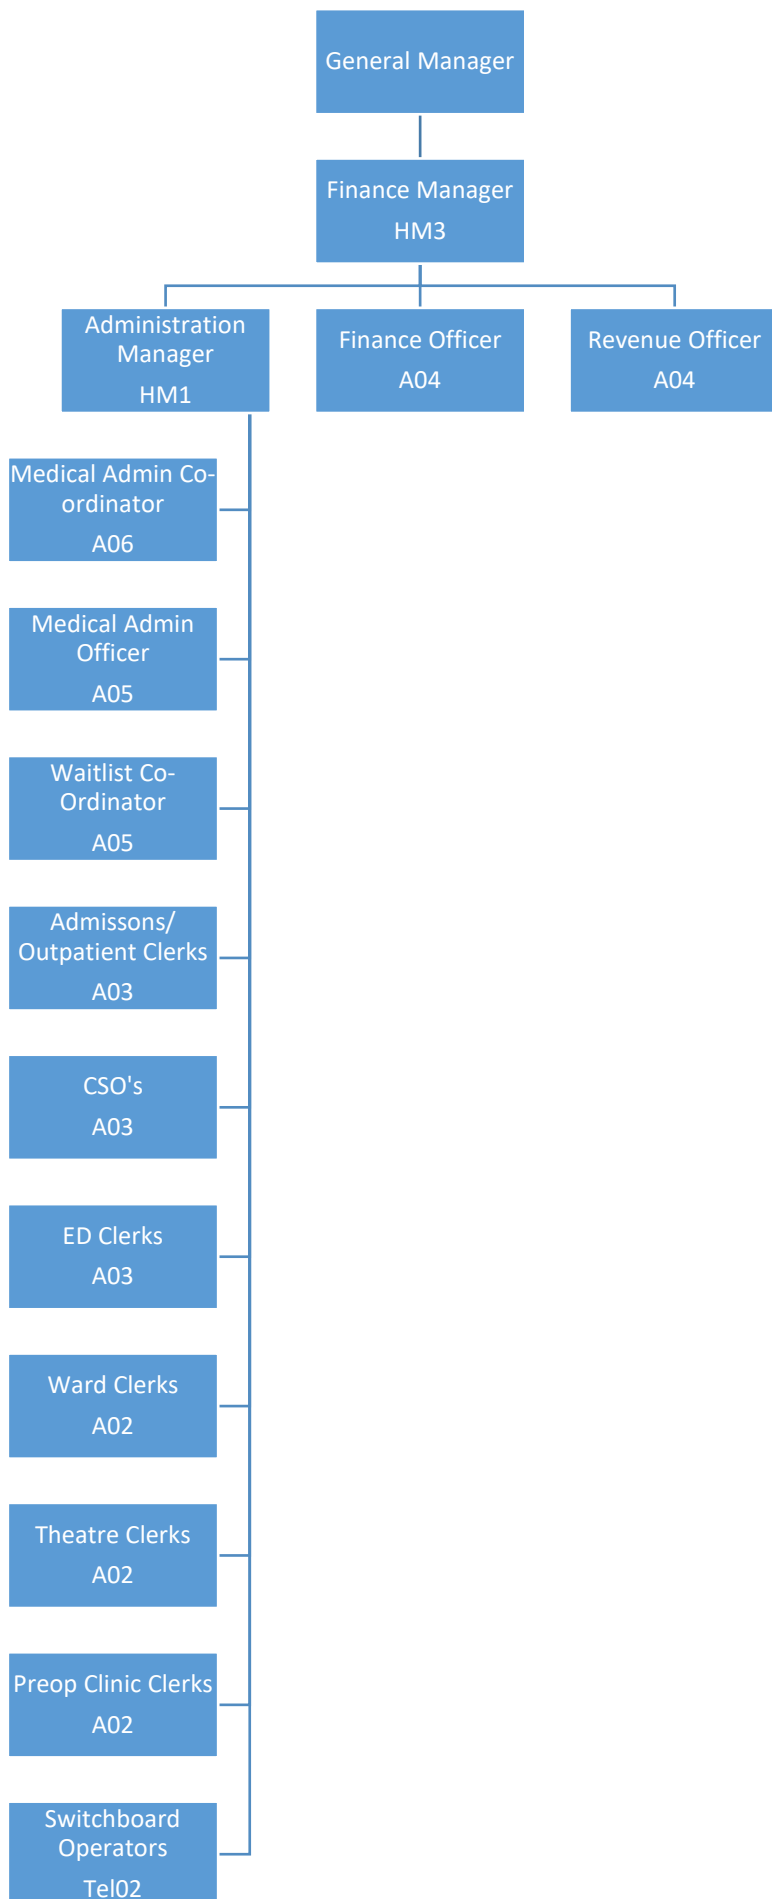 General Manager
Finance Manager
HM3
Administration
Manager
HM1
Finance Officer
A04
Revenue Officer
A04
Medical Admin Co-
ordinator
A06
Medical Admin
Officer
A05
Waitlist Co-
Ordinator
A05
Admissons/
Outpatient Clerks
A03
CSO's
A03
ED Clerks
A03
Ward Clerks
A02
Theatre Clerks
A02
Preop Clinic Clerks
A02
Switchboard
Operators
Tel02